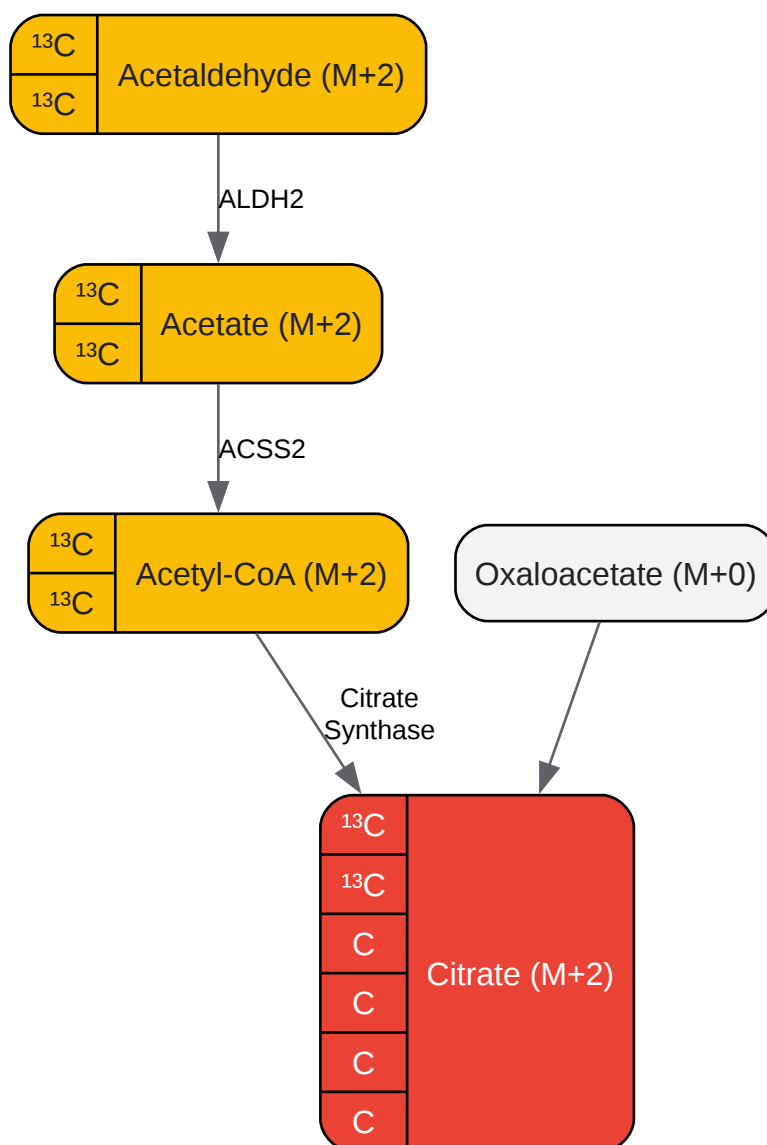 ¹³C
¹³C
Acetaldehyde (M+2)
ALDH2
¹³C
¹³C
Acetate (M+2)
ACSS2
¹³C
¹³C
Acetyl-CoA (M+2)
Oxaloacetate (M+0)
Citrate
Synthase
¹³C
¹³C
C
C
C
C
Citrate (M+2)